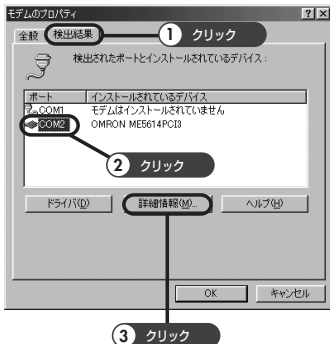 モデムのプロパティ
全般 検出結果 1 クリック
検出されたポートとインストールされているデバイス:
ポート インストールされているデバイス
COM1 モデムはインストールされていません
COM2 OMRON ME5614PCI3
2 クリック
ドライバ(D) 詳細情報(M)... ヘルプ(H)
OK キャンセル
3 クリック